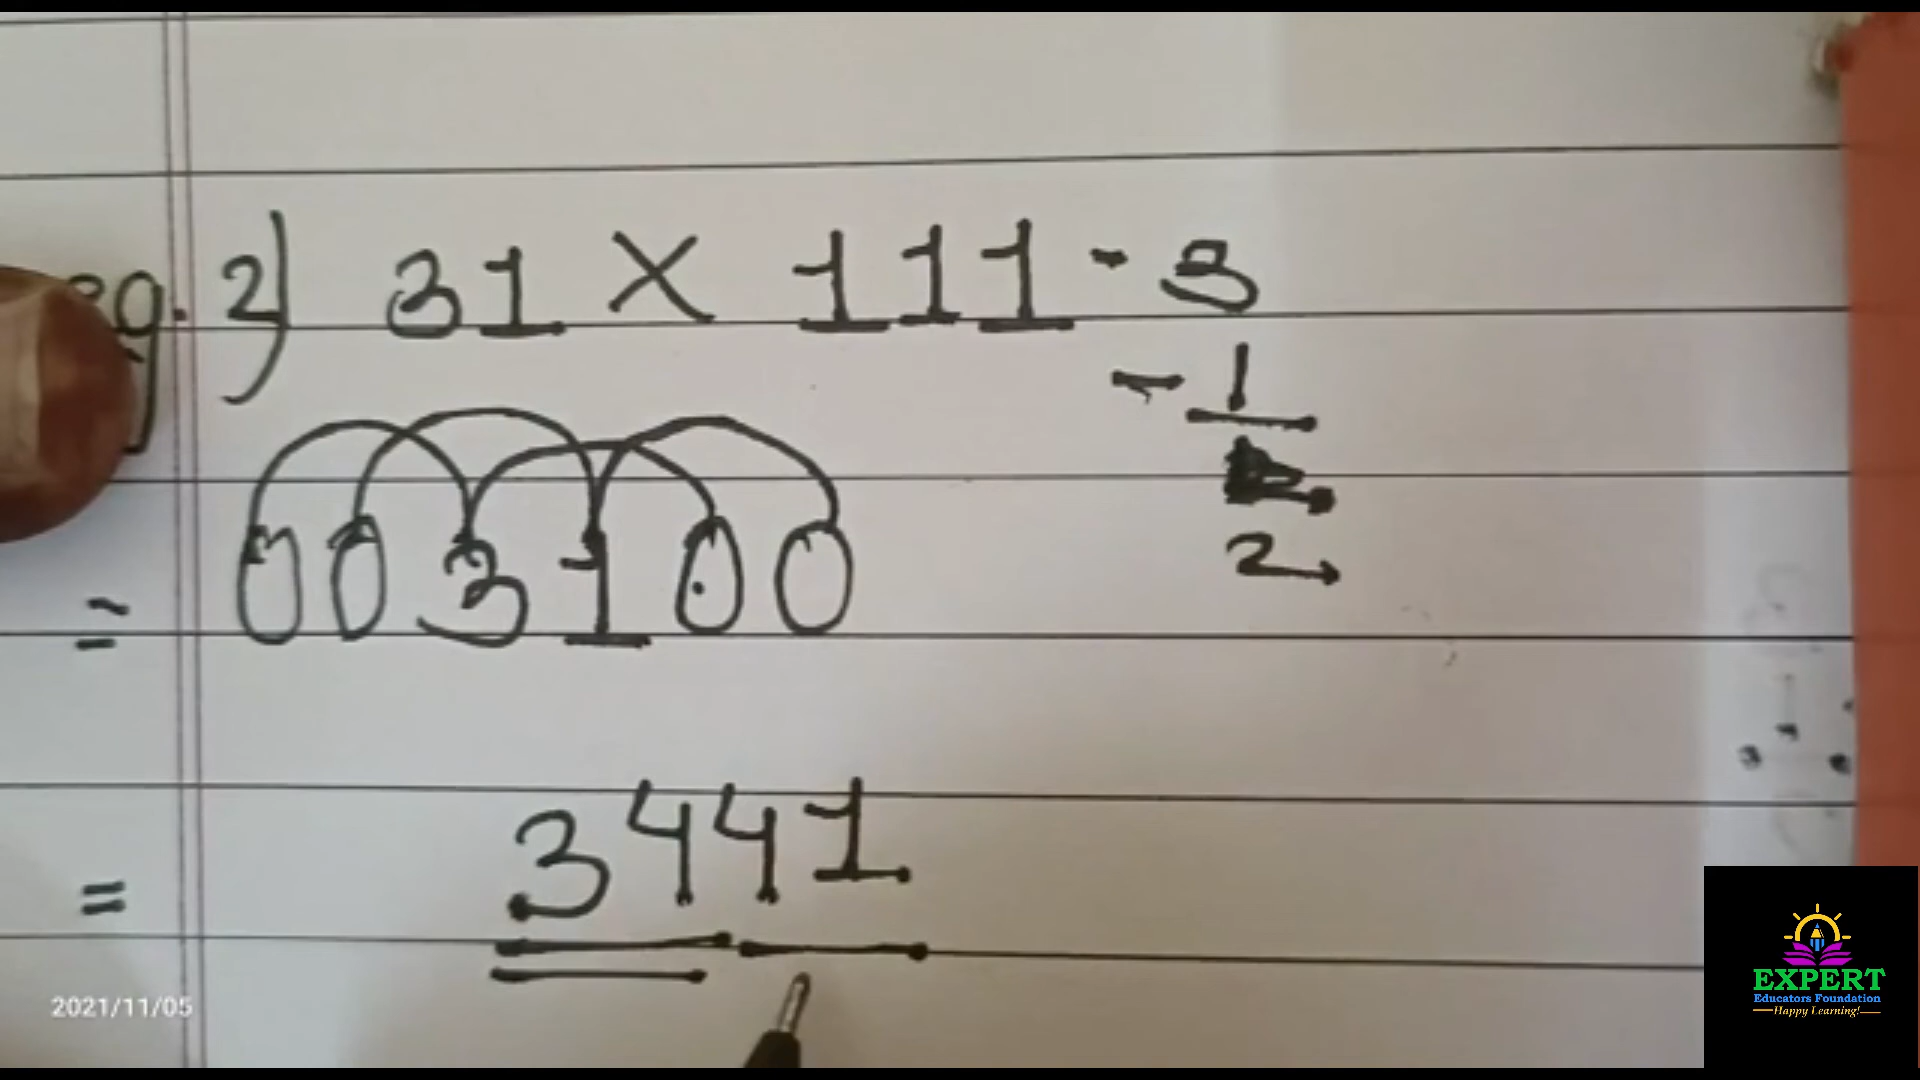 eg. 2) 31 × 111 - 3
- 1
2
= 003100
= 3441
2021/11/05
EXPERT
Educators Foundation
Happy Learning!